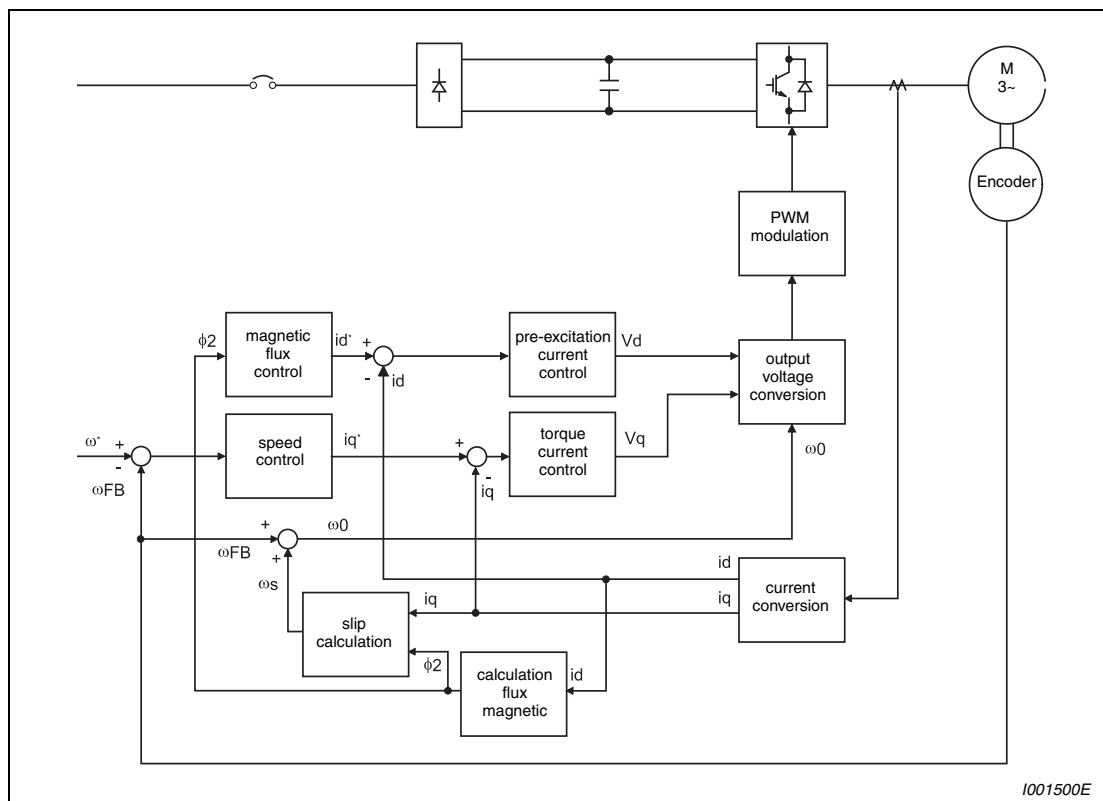 M
3~
Encoder
PWM
modulation
ϕ2
magnetic
flux
control
id*
+
-
id
pre-excitation
current
control
Vd
output
voltage
conversion
ω*
+
-
ωFB
speed
control
iq*
+
-
iq
torque
current
control
Vq
ω0
ωFB
+
+
ω0
ωs
slip
calculation
iq
ϕ2
calculation
flux
magnetic
id
id
iq
current
conversion
I001500E